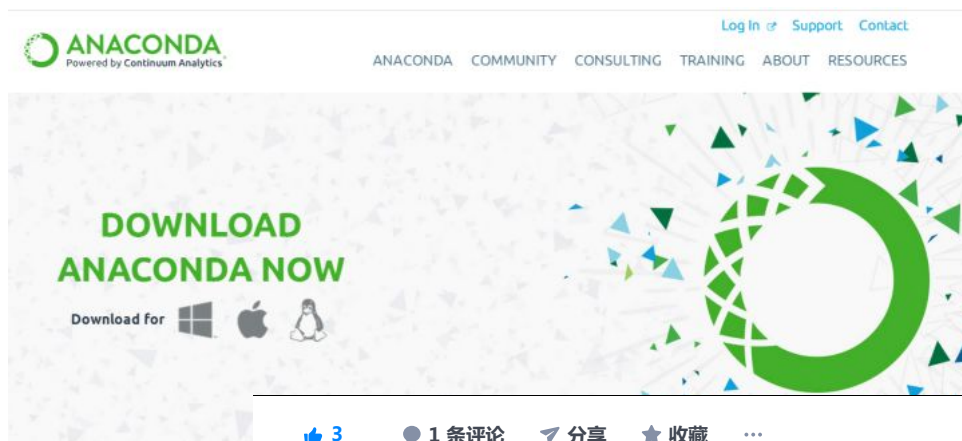 Log In Support Contact
ANACONDA
Powered by Continuum Analytics
ANACONDA COMMUNITY CONSULTING TRAINING ABOUT RESOURCES
DOWNLOAD
ANACONDA NOW
Download for
3 1 条评论 分享 收藏 ...